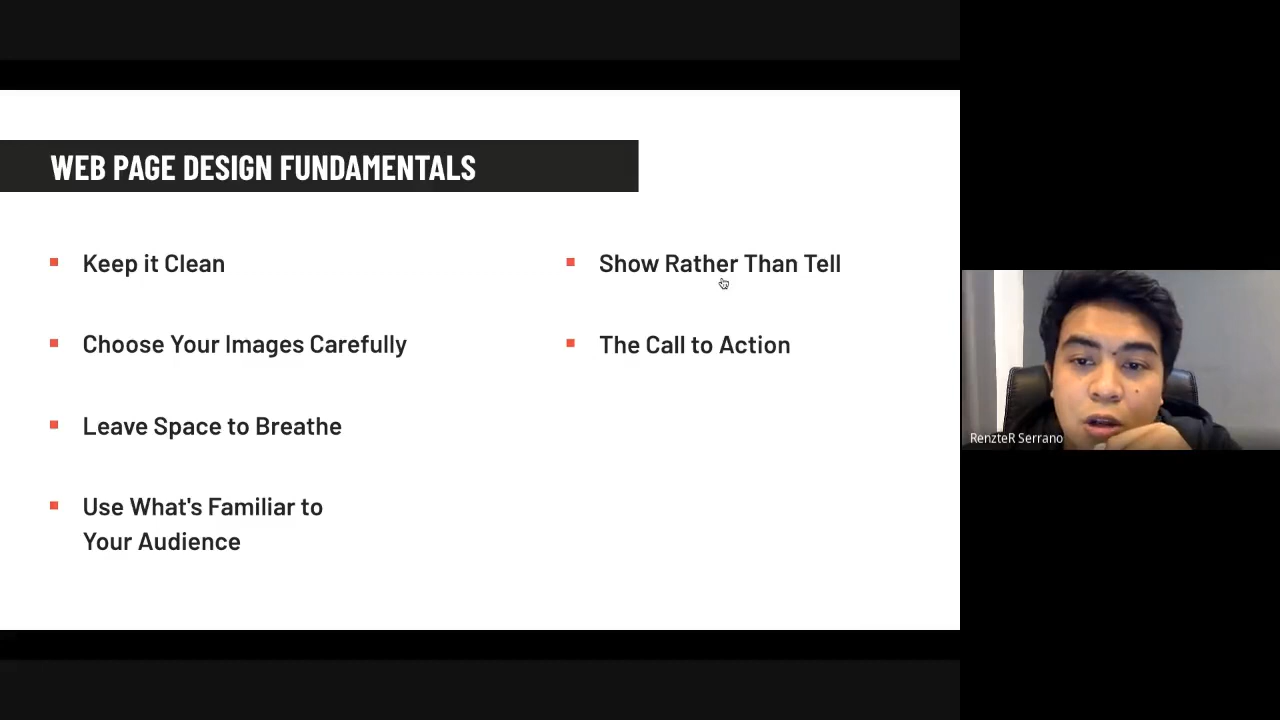 WEB PAGE DESIGN FUNDAMENTALS
Keep it Clean
Choose Your Images Carefully
Leave Space to Breathe
Use What's Familiar to
Your Audience
Show Rather Than Tell
The Call to Action
RenzteR Serrano